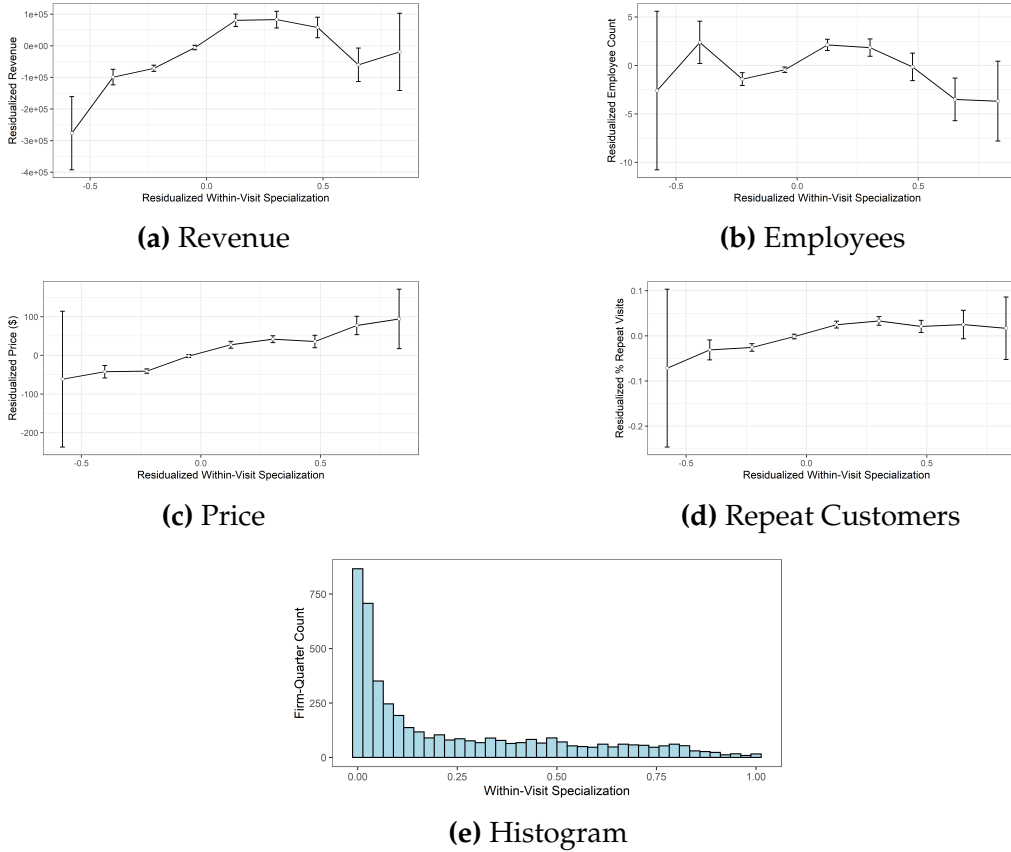 1e+05
0e+00
-1e+05
-2e+05
-3e+05
-4e+05
Residualized Revenue
-0.5 0.0 0.5
Residualized Within-Visit Specialization
(a) Revenue
5
0
-5
-10
Residualized Employee Count
-0.5 0.0 0.5
Residualized Within-Visit Specialization
(b) Employees
100
0
-100
-200
Residualized Price ($)
-0.5 0.0 0.5
Residualized Within-Visit Specialization
(c) Price
0.1
0.0
-0.1
-0.2
Residualized % Repeat Visits
-0.5 0.0 0.5
Residualized Within-Visit Specialization
(d) Repeat Customers
750
500
250
0
Firm-Quarter Count
0.00 0.25 0.50 0.75 1.00
Within-Visit Specialization
(e) Histogram